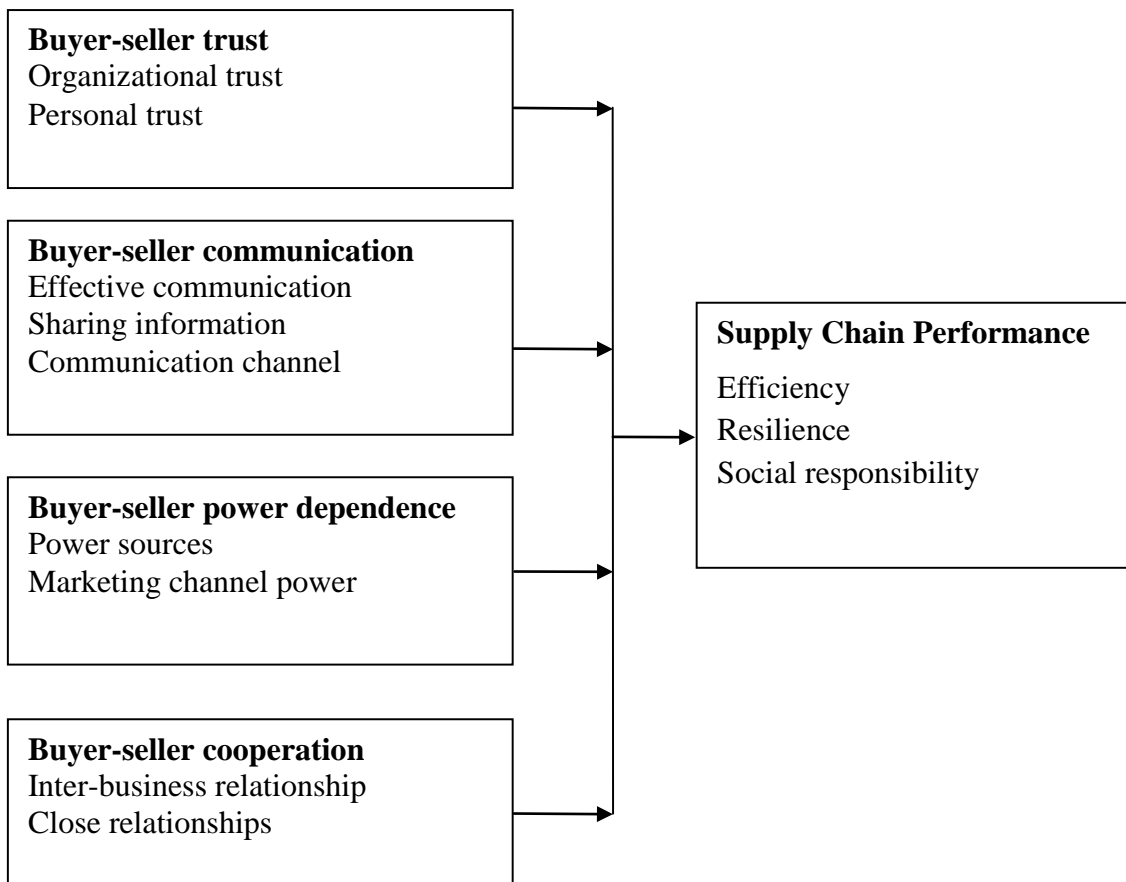 Buyer-seller trust
Organizational trust
Personal trust
Buyer-seller communication
Effective communication
Sharing information
Communication channel
Buyer-seller power dependence
Power sources
Marketing channel power
Buyer-seller cooperation
Inter-business relationship
Close relationships
Supply Chain Performance
Efficiency
Resilience
Social responsibility